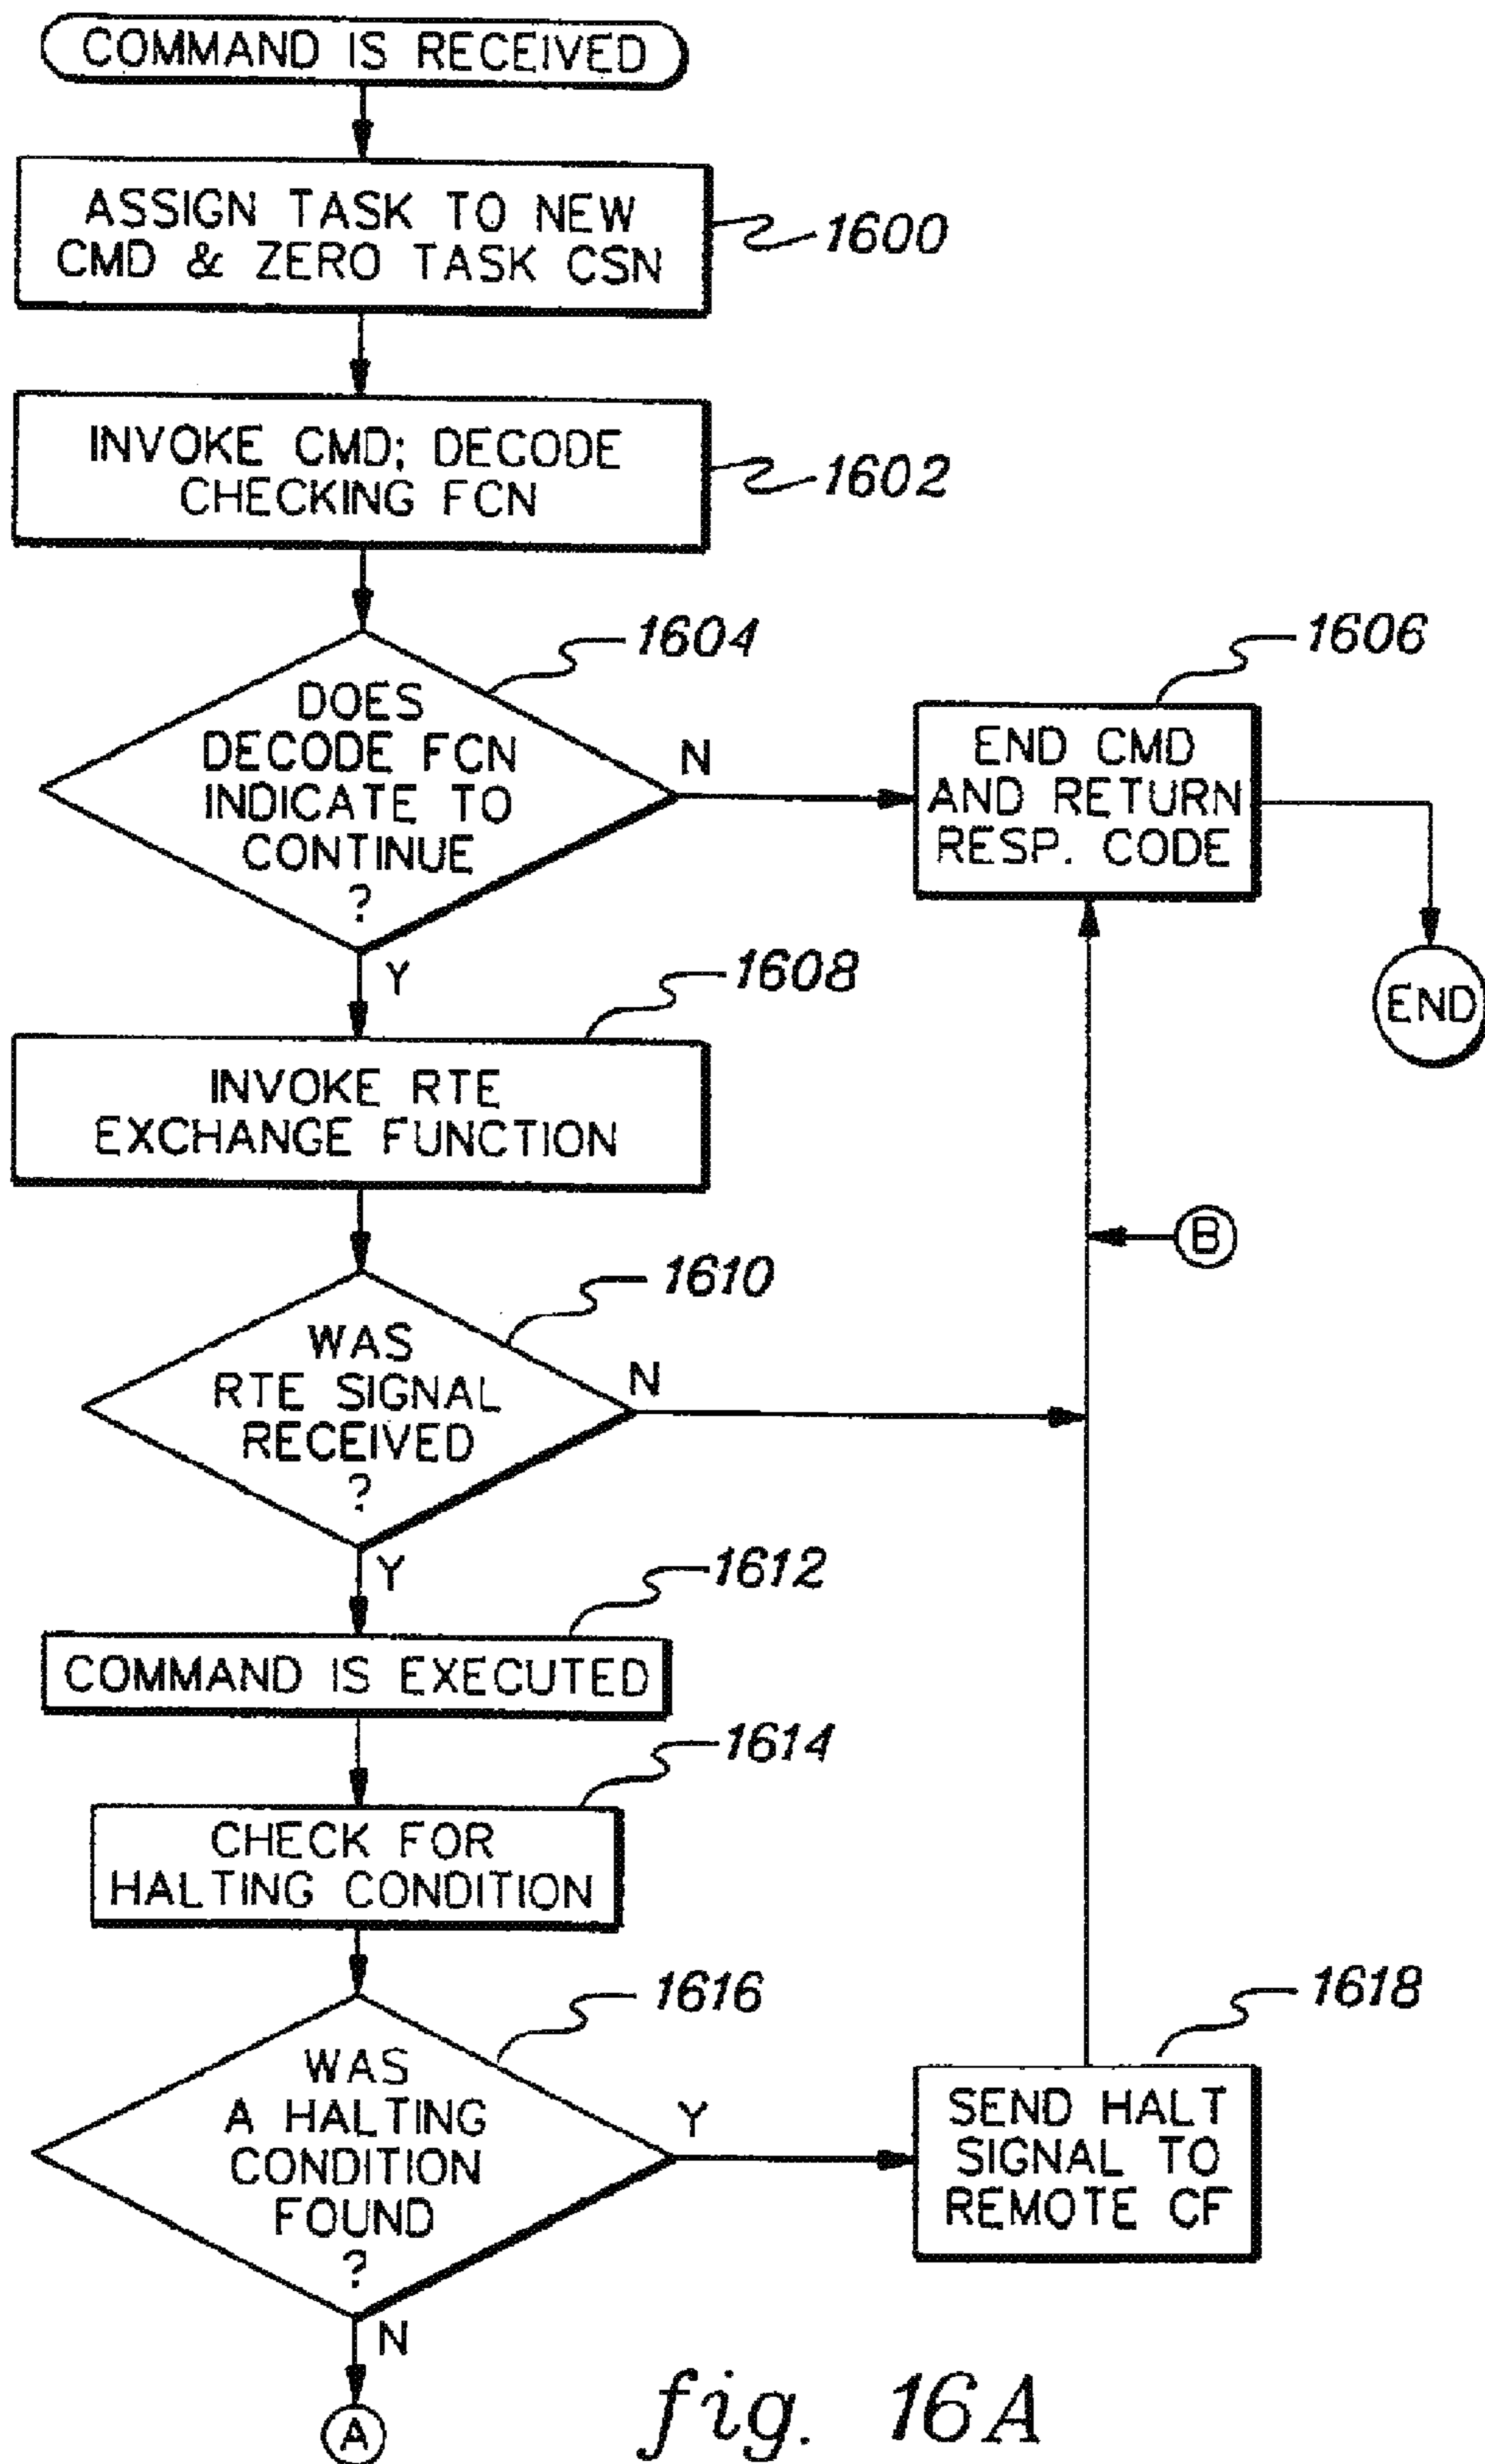 COMMAND IS RECEIVED
ASSIGN TASK TO NEW
CMD & ZERO TASK CSN
1600
INVOKE CMD; DECODE
CHECKING FCN
1602
DOES
DECODE FCN
INDICATE TO
CONTINUE
?
1604
N
Y
END CMD
AND RETURN
RESP. CODE
1606
END
INVOKE RTE
EXCHANGE FUNCTION
1608
B
WAS
RTE SIGNAL
RECEIVED
?
1610
N
Y
COMMAND IS EXECUTED
1612
CHECK FOR
HALTING CONDITION
1614
WAS
A HALTING
CONDITION
FOUND
?
1616
Y
N
SEND HALT
SIGNAL TO
REMOTE CF
1618
A
fig. 16A